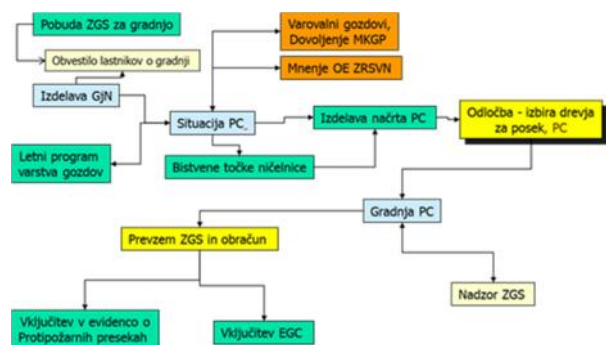 Pobuda ZGS za gradnjo
Obvestilo lastnikov o gradnji
Izdelava GjN
Varovalni gozdovi,
Dovoljenje MKGP
Mnenje OE ZRSVN
Situacija PC
Izdelava načrta PC
Odločba - izbira drevja
za posek, PC
Letni program
varstva gozdov
Bistvene točke ničelnice
Gradnja PC
Prevzem ZGS in obračun
Nadzor ZGS
Vključitev v evidenco o
Protipožarnih presekah
Vključitev EGC